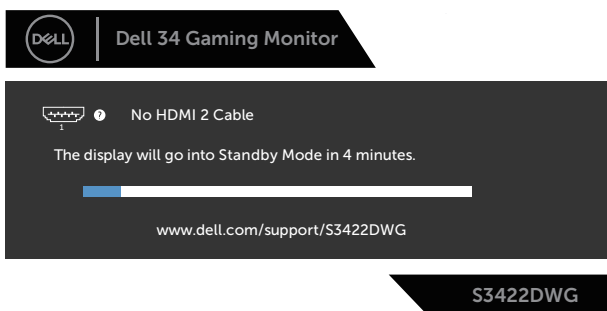 DELL
Dell 34 Gaming Monitor
? No HDMI 2 Cable
1
The display will go into Standby Mode in 4 minutes.
www.dell.com/support/S3422DWG
S3422DWG